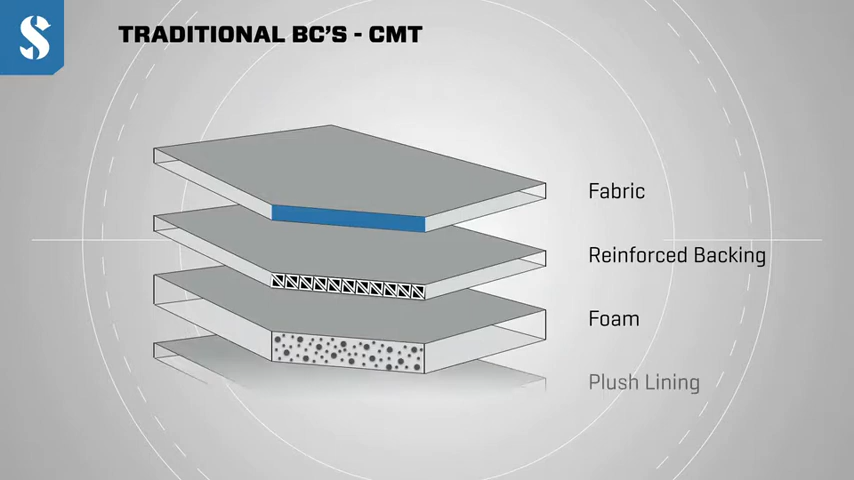 S
TRADITIONAL BC'S - CMT
Fabric
Reinforced Backing
Foam
Plush Lining